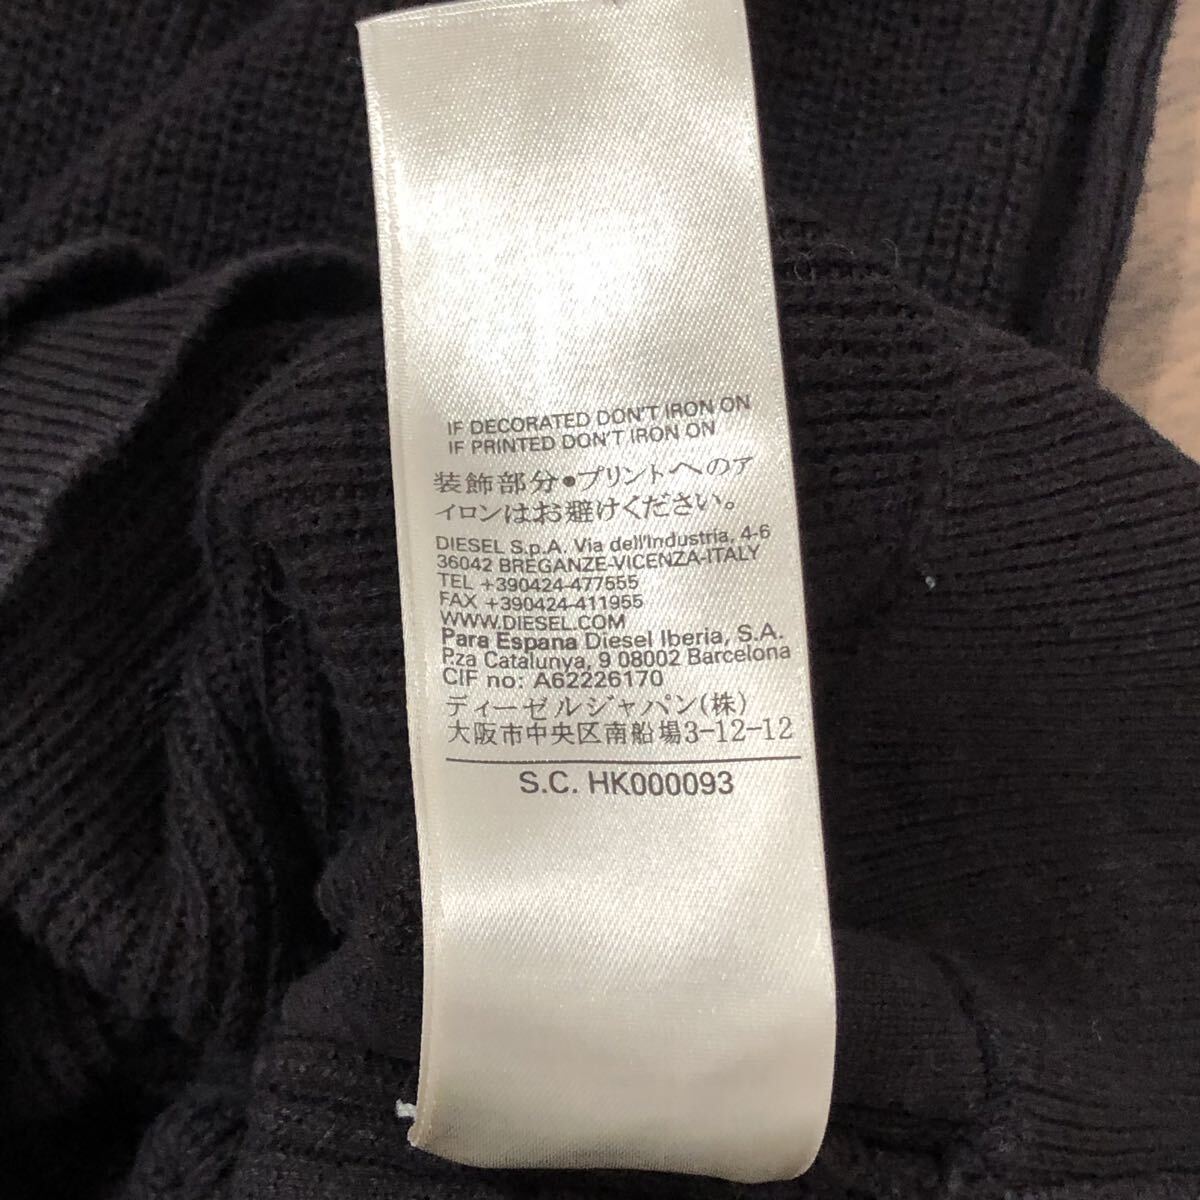 IF DECORATED DON'T IRON ON
IF PRINTED DON'T IRON ON
装飾部分●プリントへのア
イロンはお避けください。
DIESEL S.p.A. Via dell'Industria, 4-6
36042 BREGANZE-VICENZA-ITALY
TEL +390424-477555
FAX +390424-411955
WWW.DIESEL.COM
Para Espana Diesel Iberia, S.A.
P.za Catalunya, 9 08002 Barcelona
CIF no: A62226170
ディーゼルジャパン(株)
大阪市中央区南船場3-12-12
S.C. HK000093